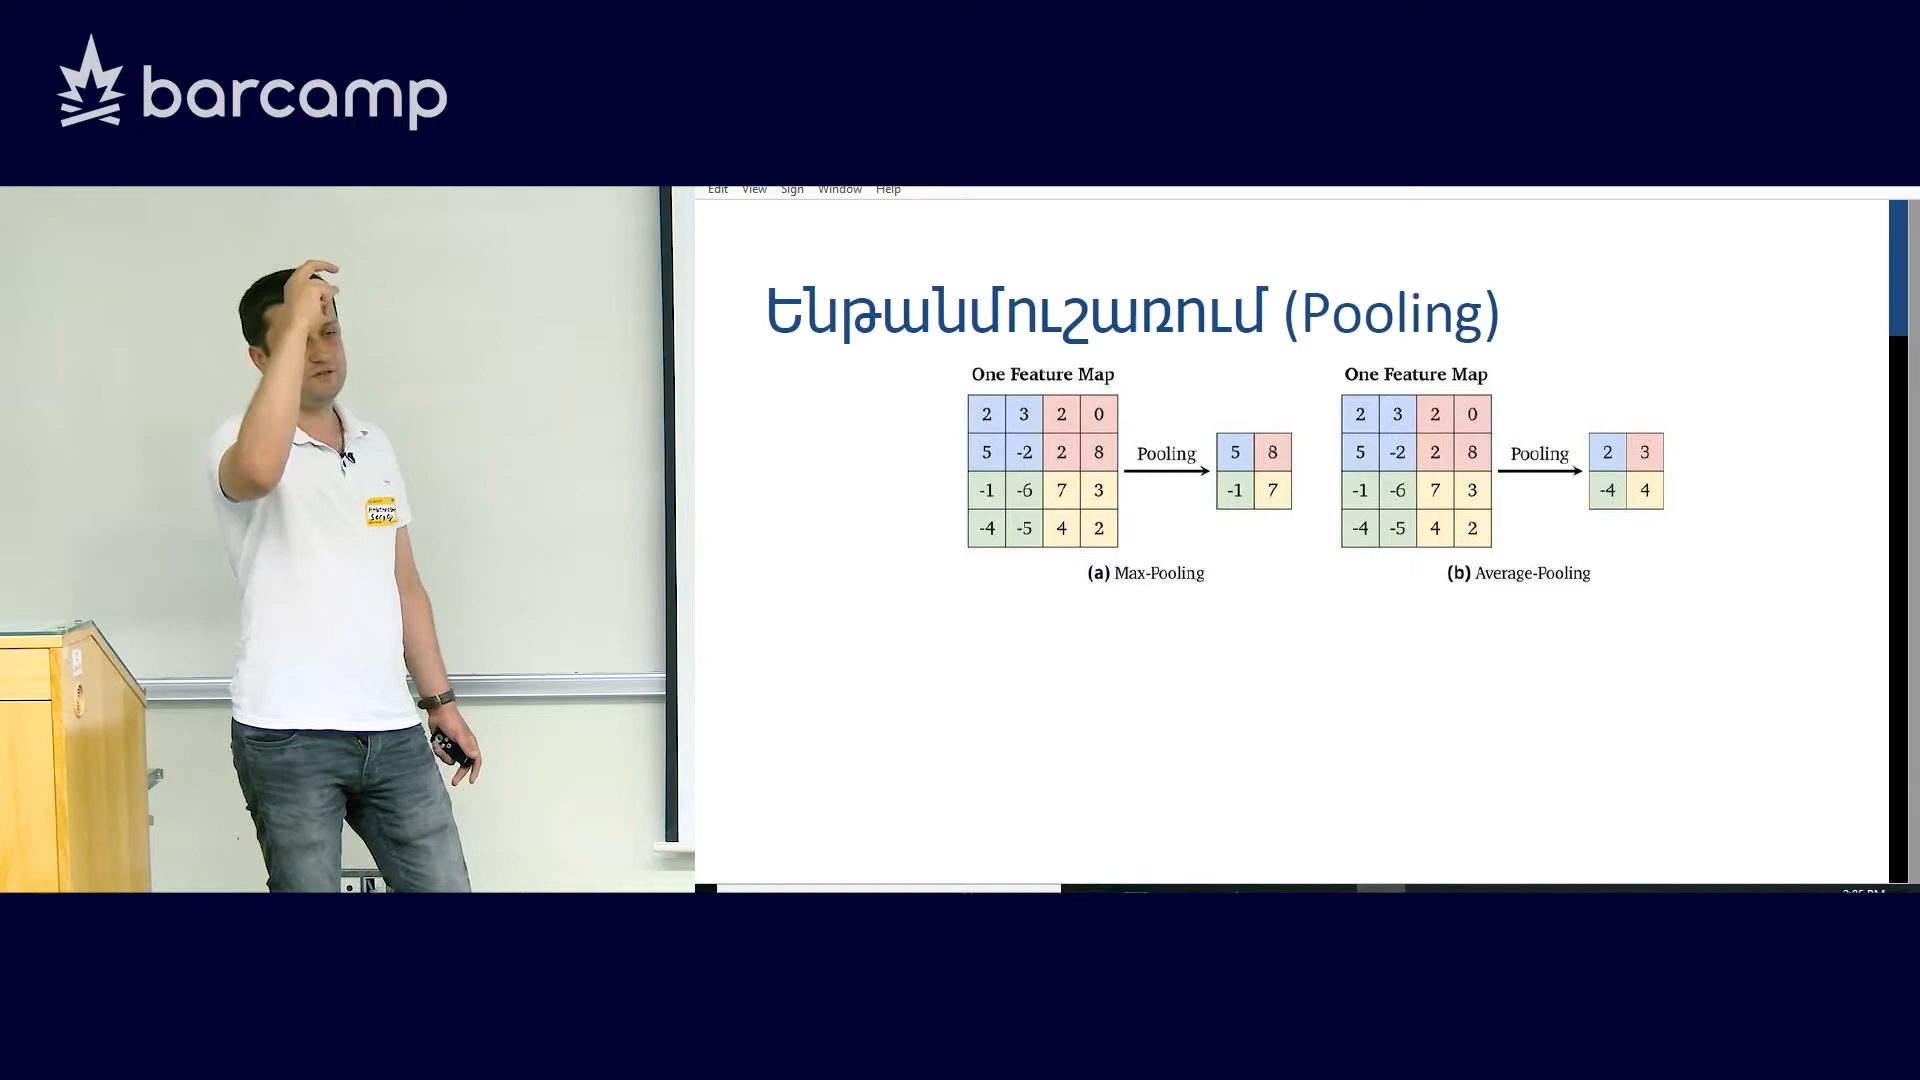 barcamp
Edit View Sign Window Help
Ենթանմուշառում (Pooling)
One Feature Map
2 3 2 0
5 -2 2 8
-1 -6 7 3
-4 -5 4 2
Pooling
5 8
-1 7
(a) Max-Pooling
One Feature Map
2 3 2 0
5 -2 2 8
-1 -6 7 3
-4 -5 4 2
Pooling
2 3
-4 4
(b) Average-Pooling